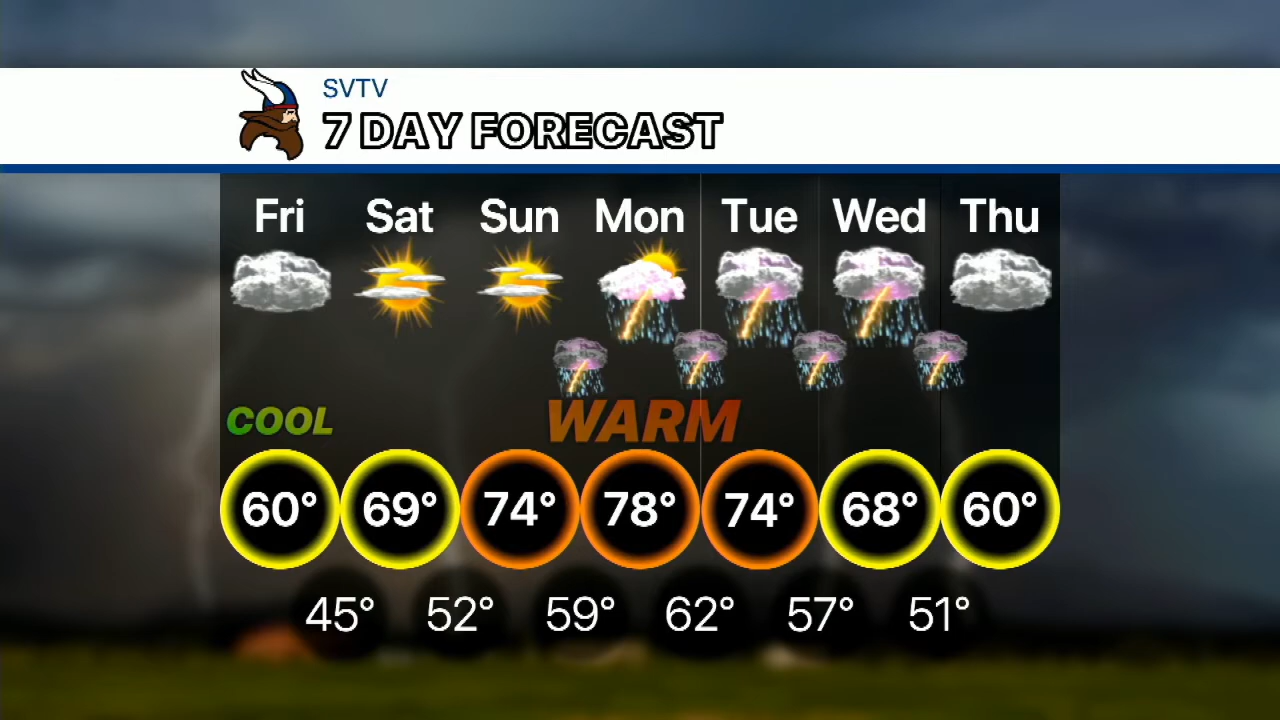 SVTV
7 DAY FORECAST
Fri Sat Sun Mon Tue Wed Thu
COOL WARM
60° 69° 74° 78° 74° 68° 60°
45° 52° 59° 62° 57° 51°